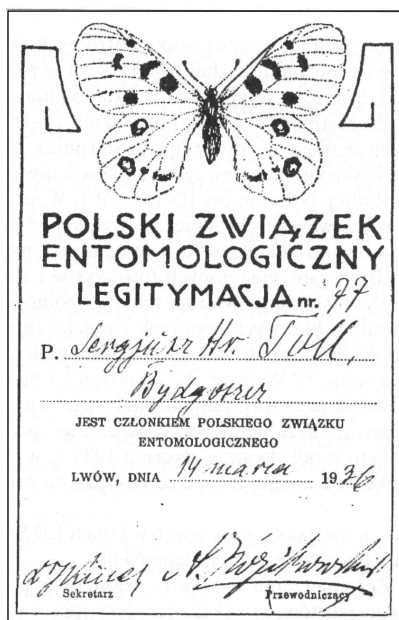 POLSKI ZWIĄZEK
ENTOMOLOGICZNY
LEGITYMACJA nr. 77
P. Sergjusz Hr. Toll,
Bydgoszcz
JEST CZŁONKIEM POLSKIEGO ZWIĄZKU
ENTOMOLOGICZNEGO
LWÓW, DNIA 14 marca 1936
Sekretarz Przewodniczący